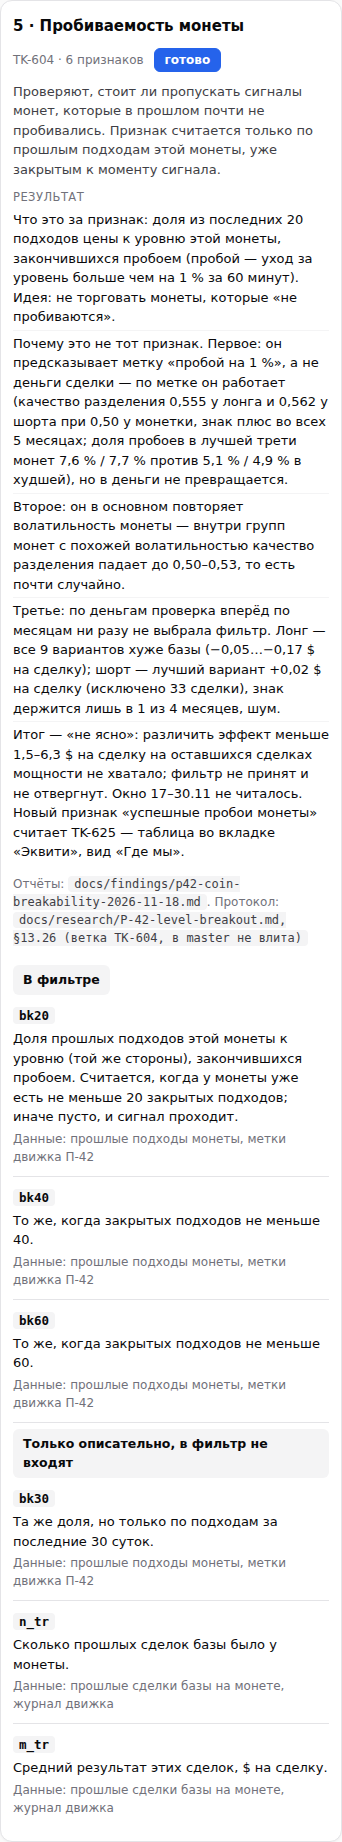 5 · Пробиваемость монеты
TK-604 · 6 признаков готово
Проверяют, стоит ли пропускать сигналы
монет, которые в прошлом почти не
пробивались. Признак считается только по
прошлым подходам этой монеты, уже
закрытым к моменту сигнала.
РЕЗУЛЬТАТ
Что это за признак: доля из последних 20
подходов цены к уровню этой монеты,
закончившихся пробоем (пробой — уход за
уровень больше чем на 1 % за 60 минут).
Идея: не торговать монеты, которые «не
пробиваются».
Почему это не тот признак. Первое: он
предсказывает метку «пробой на 1 %», а не
деньги сделки — по метке он работает
(качество разделения 0,555 у лонга и 0,562 у
шорта при 0,50 у монетки, знак плюс во всех
5 месяцах; доля пробоев в лучшей трети
монет 7,6 % / 7,7 % против 5,1 % / 4,9 % в
худшей), но в деньги не превращается.
Второе: он в основном повторяет
волатильность монеты — внутри групп
монет с похожей волатильностью качество
разделения падает до 0,50–0,53, то есть
почти случайно.
Третье: по деньгам проверка вперёд по
месяцам ни разу не выбрала фильтр. Лонг —
все 9 вариантов хуже базы (−0,05…−0,17 $
на сделку); шорт — лучший вариант +0,02 $
на сделку (исключено 33 сделки), знак
держится лишь в 1 из 4 месяцев, шум.
Итог — «не ясно»: различить эффект меньше
1,5–6,3 $ на сделку на оставшихся сделках
мощности не хватало; фильтр не принят и
не отвергнут. Окно 17–30.11 не читалось.
Новый признак «успешные пробои монеты»
считает TK-625 — таблица во вкладке
«Эквити», вид «Где мы».
Отчёты: docs/findings/p42-coin-
breakability-2026-11-18.md . Протокол:
docs/research/P-42-level-breakout.md,
§13.26 (ветка TK-604, в master не влита)
В фильтре
bk20
Доля прошлых подходов этой монеты к
уровню (той же стороны), закончившихся
пробоем. Считается, когда у монеты уже
есть не меньше 20 закрытых подходов;
иначе пусто, и сигнал проходит.
Данные: прошлые подходы монеты, метки
движка П-42
bk40
То же, когда закрытых подходов не меньше
40.
Данные: прошлые подходы монеты, метки
движка П-42
bk60
То же, когда закрытых подходов не меньше
60.
Данные: прошлые подходы монеты, метки
движка П-42
Только описательно, в фильтр не
входят
bk30
Та же доля, но только по подходам за
последние 30 суток.
Данные: прошлые подходы монеты, метки
движка П-42
n_tr
Сколько прошлых сделок базы было у
монеты.
Данные: прошлые сделки базы на монете,
журнал движка
m_tr
Средний результат этих сделок, $ на сделку.
Данные: прошлые сделки базы на монете,
журнал движка